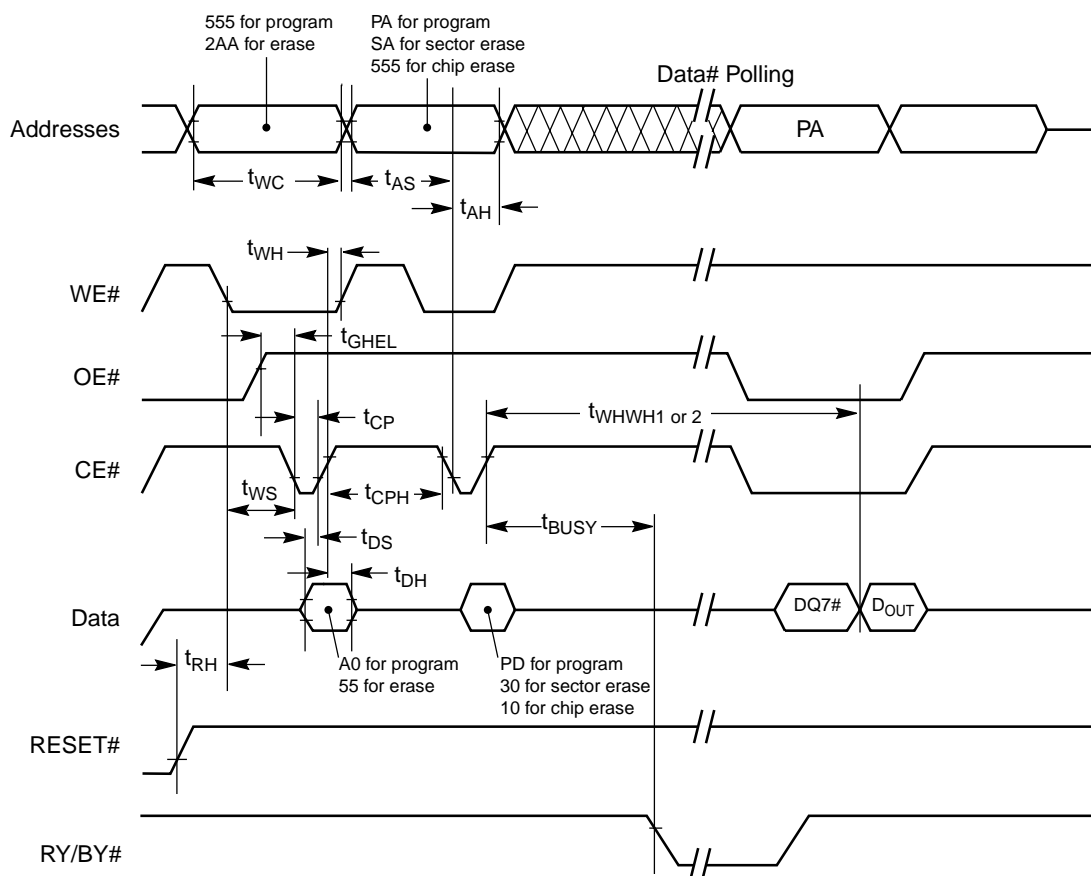 555 for program
2AA for erase
PA for program
SA for sector erase
555 for chip erase
Data# Polling
Addresses
PA
tWC
tAS
tAH
tWH
WE#
tGHEL
OE#
tWHWH1 or 2
tCP
CE#
tWS
tCPH
tBUSY
tDS
tDH
Data
DQ7#
DOUT
tRH
A0 for program
55 for erase
PD for program
30 for sector erase
10 for chip erase
RESET#
RY/BY#